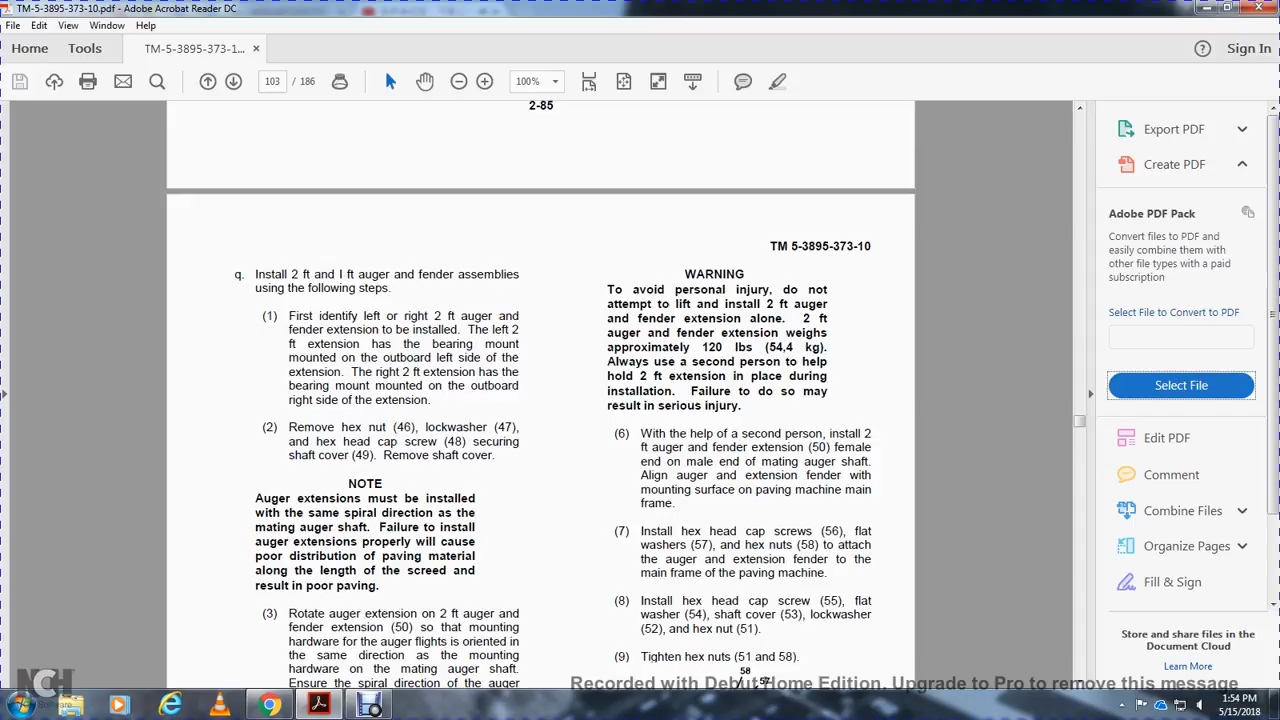 TM-5-3895-373-10.pdf - Adobe Acrobat Reader DC
File Edit View Window Help
Home Tools TM-5-3895-373-1... × Sign In
103 / 186 100%
2-85
TM 5-3895-373-10
q. Install 2 ft and I ft auger and fender assemblies
using the following steps.
(1) First identify left or right 2 ft auger and
fender extension to be installed. The left 2
ft extension has the bearing mount
mounted on the outboard left side of the
extension. The right 2 ft extension has the
bearing mount mounted on the outboard
right side of the extension.
(2) Remove hex nut (46), lockwasher (47),
and hex head cap screw (48) securing
shaft cover (49). Remove shaft cover.
NOTE
Auger extensions must be installed
with the same spiral direction as the
mating auger shaft. Failure to install
auger extensions properly will cause
poor distribution of paving material
along the length of the screed and
result in poor paving.
(3) Rotate auger extension on 2 ft auger and
fender extension (50) so that mounting
hardware for the auger flights is oriented in
the same direction as the mounting
hardware on the mating auger shaft.
Ensure the spiral direction of the auger
WARNING
To avoid personal injury, do not
attempt to lift and install 2 ft auger
and fender extension alone. 2 ft
auger and fender extension weighs
approximately 120 lbs (54,4 kg).
Always use a second person to help
hold 2 ft extension in place during
installation. Failure to do so may
result in serious injury.
(6) With the help of a second person, install 2
ft auger and fender extension (50) female
end on male end of mating auger shaft.
Align auger and extension fender with
mounting surface on paving machine main
frame.
(7) Install hex head cap screws (56), flat
washers (57), and hex nuts (58) to attach
the auger and extension fender to the
main frame of the paving machine.
(8) Install hex head cap screw (55), flat
washer (54), shaft cover (53), lockwasher
(52), and hex nut (51).
(9) Tighten hex nuts (51 and 58).
58
57
Export PDF
Create PDF
Adobe PDF Pack
Convert files to PDF and
easily combine them with
other file types with a paid
subscription
Select File to Convert to PDF
Select File
Edit PDF
Comment
Combine Files
Organize Pages
Fill & Sign
Store and share files in the
Document Cloud
Learn More
NCH
Software
Recorded with Debut Home Edition. Upgrade to Pro to remove this message
1:54 PM
5/15/2018